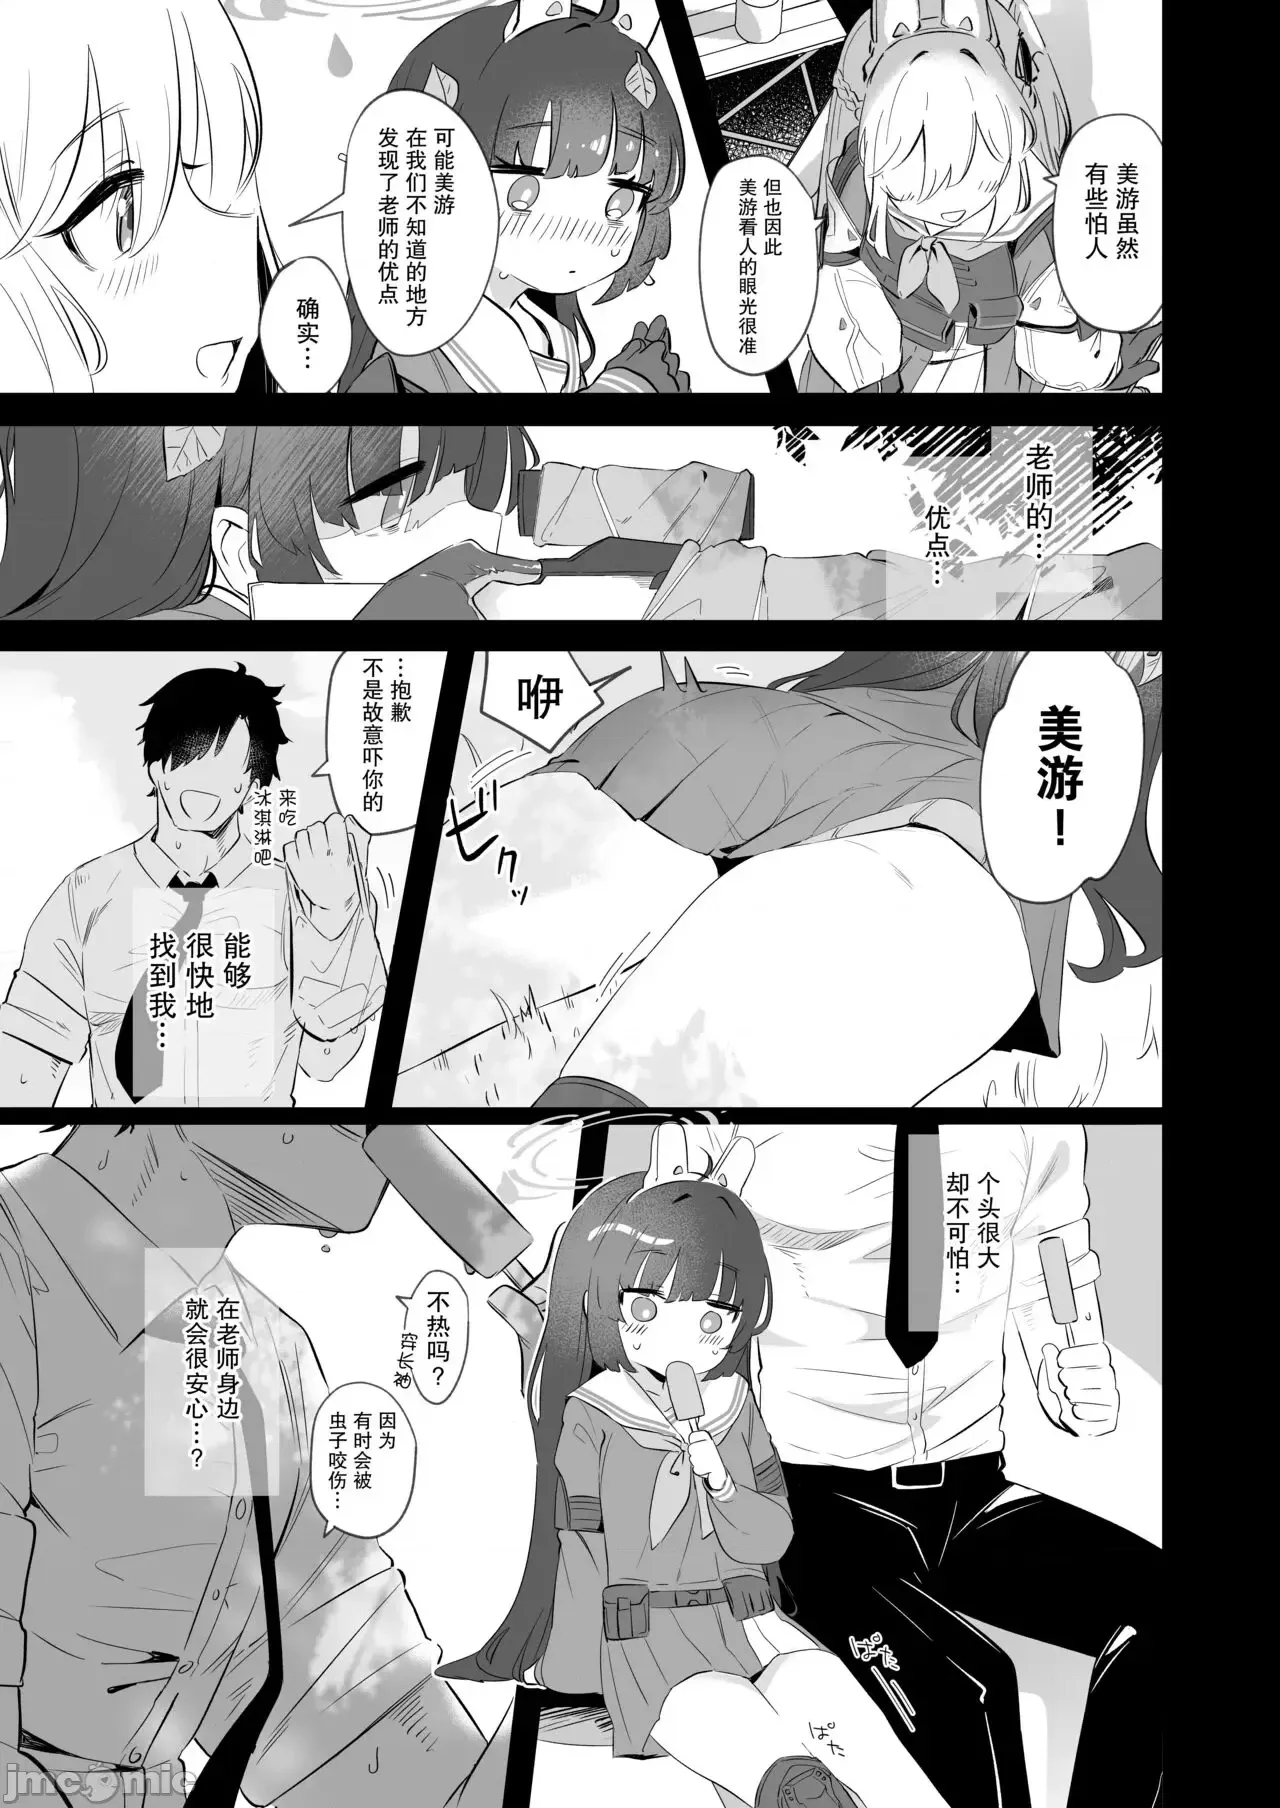 美游虽然
有些怕人
但也因此
美游看人的眼光很准
可能美游
在我们不知道的地方
发现了老师的优点
确实…
老师的…
优点…
美游！
咿
ビクッ
…抱歉
不是故意吓你的
来吃
冰淇淋吧
能够
很快地
找到我…
个头很大
却不可怕…
不热吗？
穿长袖
因为
有时会被
虫子咬伤…
在老师身边
就会很安心…？
ぱたー
ぱた
jmcomic